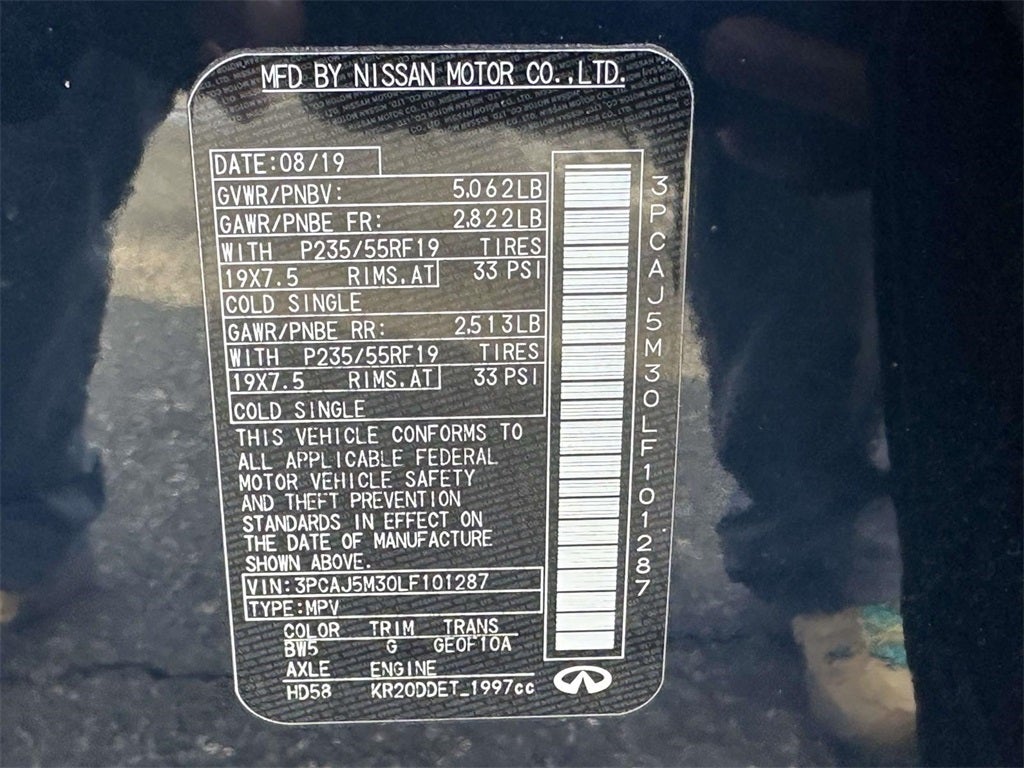 MFD BY NISSAN MOTOR CO.,LTD.
DATE:08/19
GVWR/PNBV: 5,062LB
GAWR/PNBE FR: 2,822LB
WITH P235/55RF19 TIRES
19X7.5 RIMS.AT 33 PSI
COLD SINGLE
GAWR/PNBE RR: 2,513LB
WITH P235/55RF19 TIRES
19X7.5 RIMS.AT 33 PSI
COLD SINGLE
THIS VEHICLE CONFORMS TO
ALL APPLICABLE FEDERAL
MOTOR VEHICLE SAFETY
AND THEFT PREVENTION
STANDARDS IN EFFECT ON
THE DATE OF MANUFACTURE
SHOWN ABOVE.
VIN:3PCAJ5M30LF101287
TYPE:MPV
COLOR TRIM TRANS
BW5 G GE0F10A
AXLE ENGINE
HD58 KR20DDET_1997cc
3PCAJ5M30LF101287